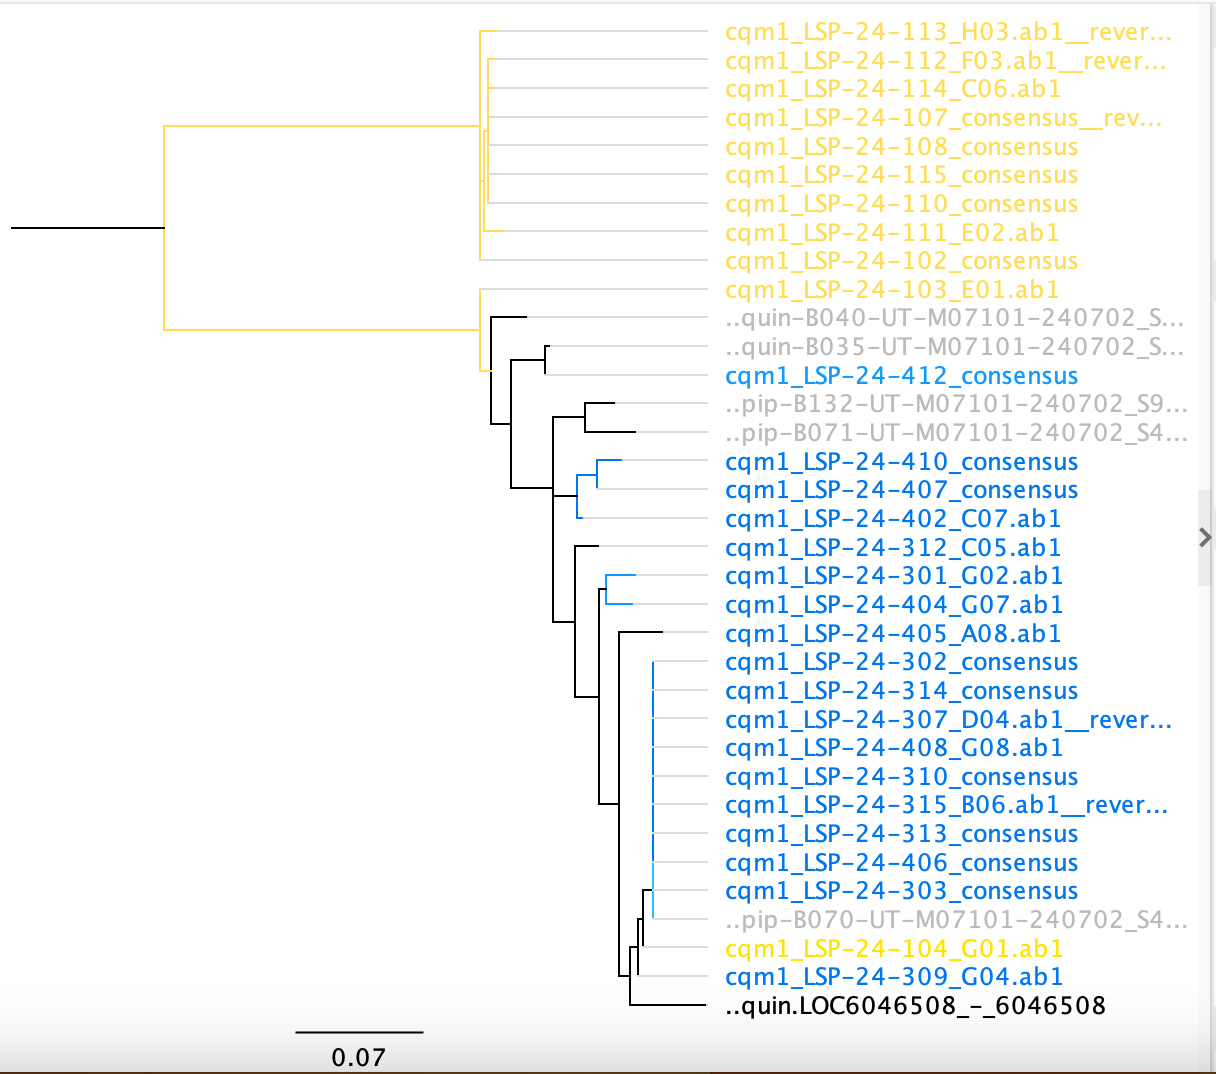 cqm1_LSP-24-113_H03.ab1__rever...
cqm1_LSP-24-112_F03.ab1__rever...
cqm1_LSP-24-114_C06.ab1
cqm1_LSP-24-107_consensus__rev...
cqm1_LSP-24-108_consensus
cqm1_LSP-24-115_consensus
cqm1_LSP-24-110_consensus
cqm1_LSP-24-111_E02.ab1
cqm1_LSP-24-102_consensus
cqm1_LSP-24-103_E01.ab1
..quin-B040-UT-M07101-240702_S...
..quin-B035-UT-M07101-240702_S...
cqm1_LSP-24-412_consensus
..pip-B132-UT-M07101-240702_S9...
..pip-B071-UT-M07101-240702_S4...
cqm1_LSP-24-410_consensus
cqm1_LSP-24-407_consensus
cqm1_LSP-24-402_C07.ab1
cqm1_LSP-24-312_C05.ab1
cqm1_LSP-24-301_G02.ab1
cqm1_LSP-24-404_G07.ab1
cqm1_LSP-24-405_A08.ab1
cqm1_LSP-24-302_consensus
cqm1_LSP-24-314_consensus
cqm1_LSP-24-307_D04.ab1__rever...
cqm1_LSP-24-408_G08.ab1
cqm1_LSP-24-310_consensus
cqm1_LSP-24-315_B06.ab1__rever...
cqm1_LSP-24-313_consensus
cqm1_LSP-24-406_consensus
cqm1_LSP-24-303_consensus
..pip-B070-UT-M07101-240702_S4...
cqm1_LSP-24-104_G01.ab1
cqm1_LSP-24-309_G04.ab1
..quin.LOC6046508_-_6046508
0.07